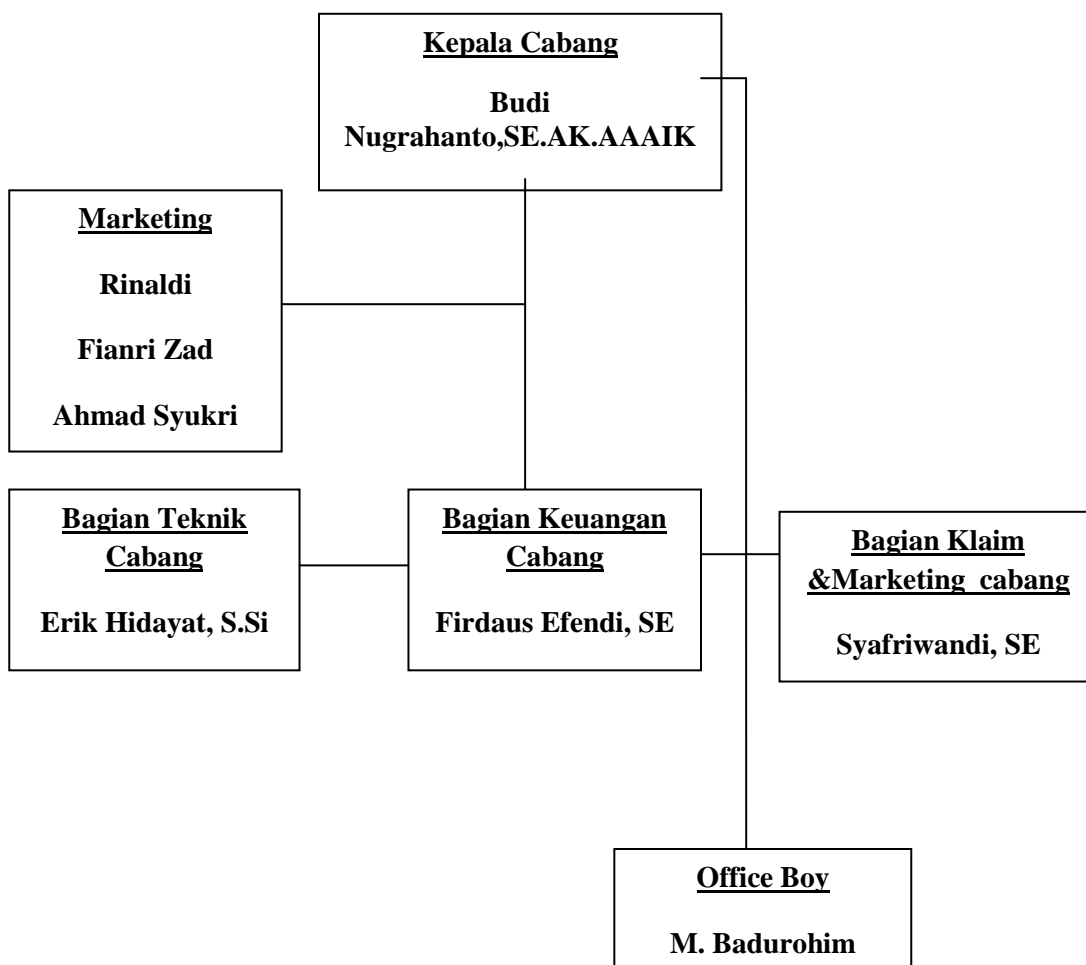 Kepala Cabang
Budi
Nugrahanto,SE.AK.AAAIK
Marketing
Rinaldi
Fianri Zad
Ahmad Syukri
Bagian Teknik
Cabang
Erik Hidayat, S.Si
Bagian Keuangan
Cabang
Firdaus Efendi, SE
Bagian Klaim
&Marketing cabang
Syafriwandi, SE
Office Boy
M. Badurohim